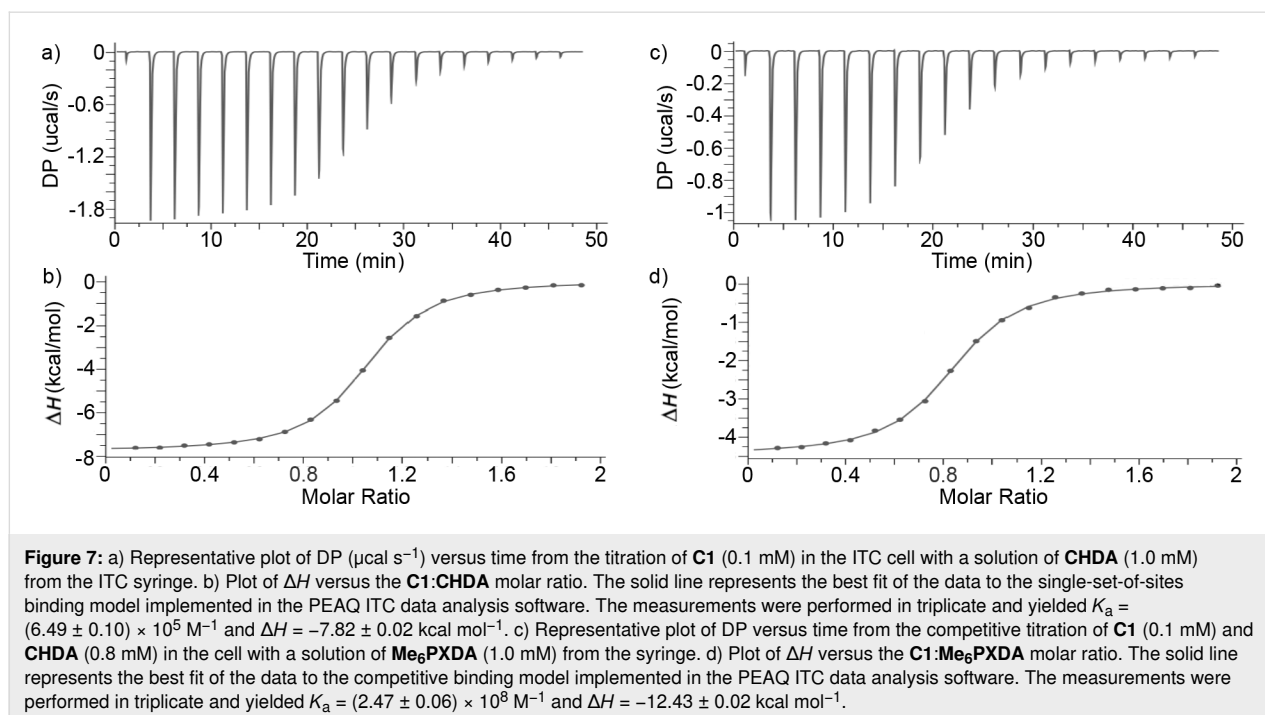 a)
0
-0.6
-1.2
-1.8
DP (ucal/s)
0 10 20 30 40 50
Time (min)
b)
0
-2
-4
-6
-8
ΔH (kcal/mol)
0 0.4 0.8 1.2 1.6 2
Molar Ratio
c)
0
-0.2
-0.4
-0.6
-0.8
-1
DP (ucal/s)
0 10 20 30 40 50
Time (min)
d)
0
-1
-2
-3
-4
ΔH (kcal/mol)
0 0.4 0.8 1.2 1.6 2
Molar Ratio
Figure 7: a) Representative plot of DP (μcal s⁻¹) versus time from the titration of C1 (0.1 mM) in the ITC cell with a solution of CHDA (1.0 mM)
from the ITC syringe. b) Plot of ΔH versus the C1:CHDA molar ratio. The solid line represents the best fit of the data to the single-set-of-sites
binding model implemented in the PEAQ ITC data analysis software. The measurements were performed in triplicate and yielded Kₐ =
(6.49 ± 0.10) × 10⁵ M⁻¹ and ΔH = −7.82 ± 0.02 kcal mol⁻¹. c) Representative plot of DP versus time from the competitive titration of C1 (0.1 mM) and
CHDA (0.8 mM) in the cell with a solution of Me₆PXDA (1.0 mM) from the syringe. d) Plot of ΔH versus the C1:Me₆PXDA molar ratio. The solid line
represents the best fit of the data to the competitive binding model implemented in the PEAQ ITC data analysis software. The measurements were
performed in triplicate and yielded Kₐ = (2.47 ± 0.06) × 10⁸ M⁻¹ and ΔH = −12.43 ± 0.02 kcal mol⁻¹.